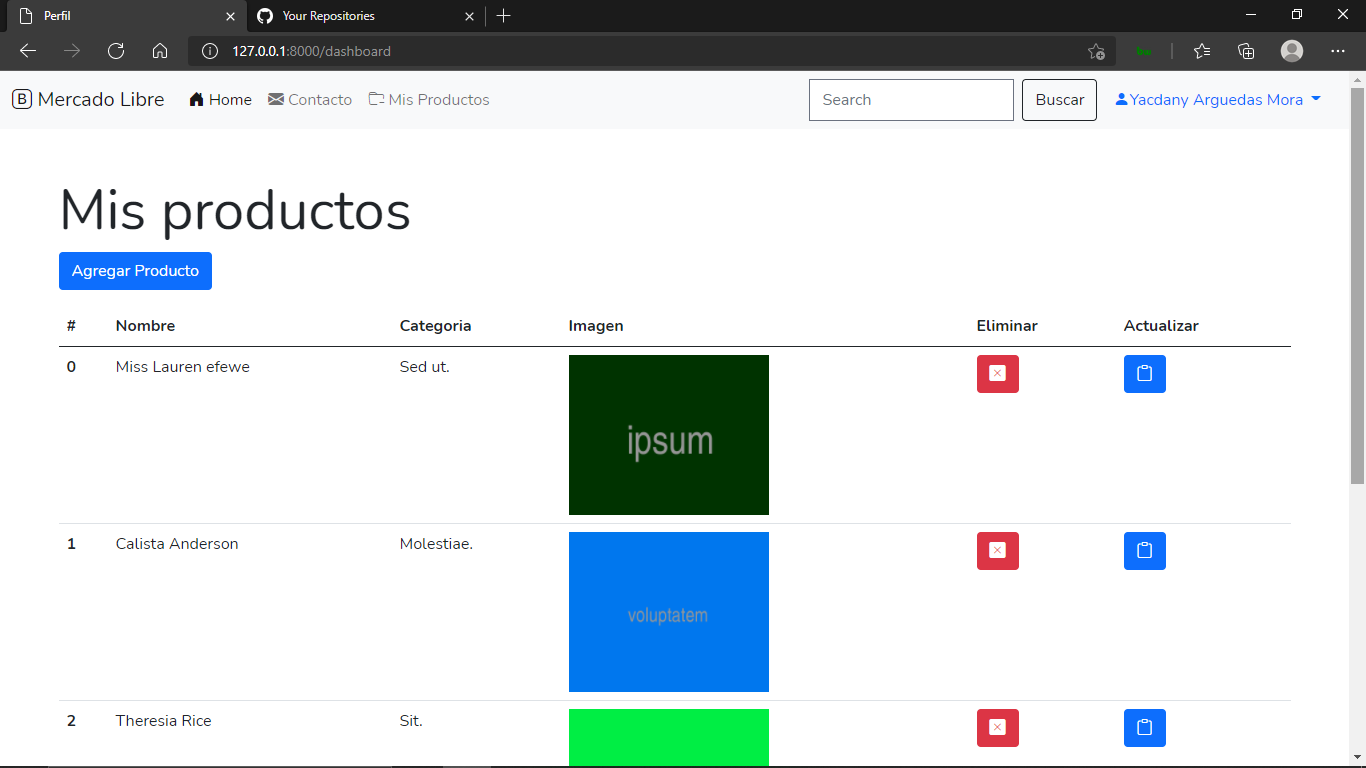 Perfil
Your Repositories
127.0.0.1:8000/dashboard
B Mercado Libre Home Contacto Mis Productos Search Buscar Yacdany Arguedas Mora
Mis productos
Agregar Producto
# Nombre Categoria Imagen Eliminar Actualizar
0 Miss Lauren efewe Sed ut.
ipsum
1 Calista Anderson Molestiae.
voluptatem
2 Theresia Rice Sit.